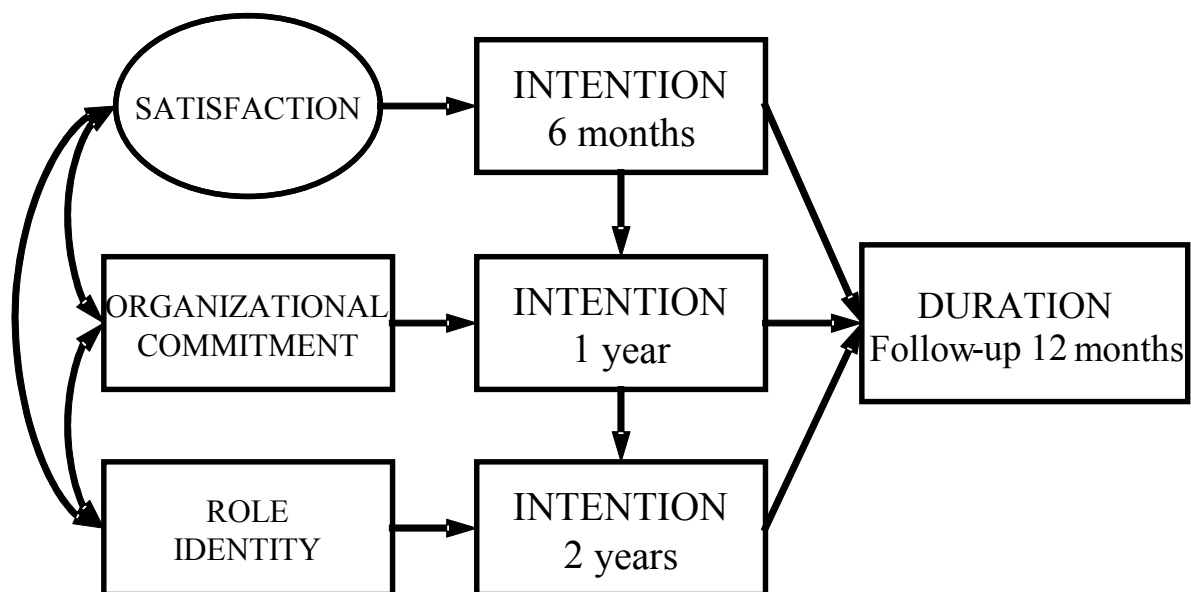 SATISFACTION
INTENTION
6 months
ORGANIZATIONAL
COMMITMENT
INTENTION
1 year
DURATION
Follow-up 12 months
ROLE
IDENTITY
INTENTION
2 years